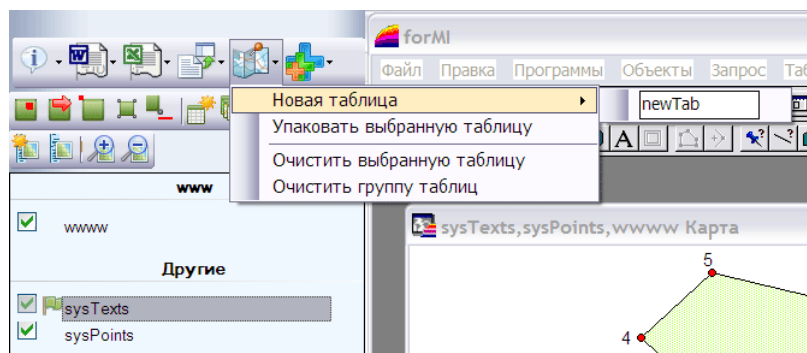 forMI
Файл Правка Программы Объекты Запрос Таб
Новая таблица
newTab
Упаковать выбранную таблицу
Очистить выбранную таблицу
Очистить группу таблиц
www
wwww
Другие
sysTexts
sysPoints
sysTexts,sysPoints,wwww Карта
5
4